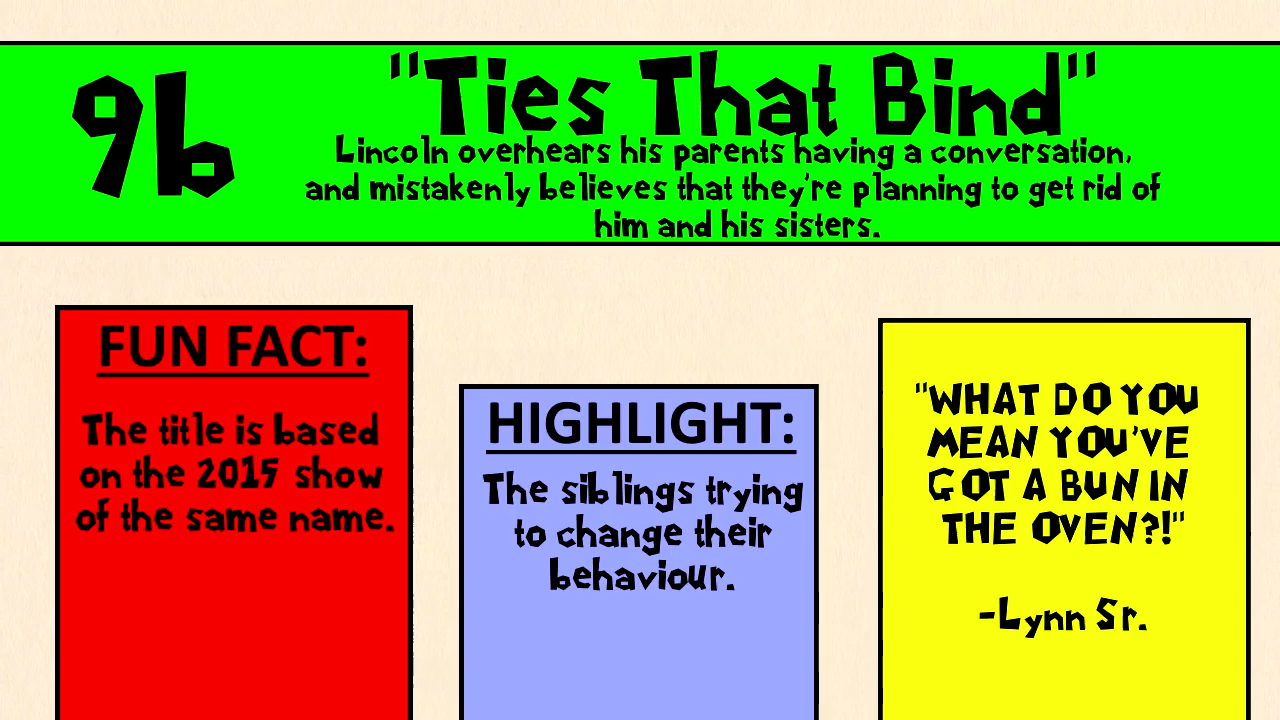 9b
"Ties That Bind"
Lincoln overhears his parents having a conversation,
and mistakenly believes that they're planning to get rid of
him and his sisters.
FUN FACT:
The title is based
on the 2015 show
of the same name.
HIGHLIGHT:
The siblings trying
to change their
behaviour.
"WHAT DO YOU
MEAN YOU'VE
GOT A BUN IN
THE OVEN?!"
-Lynn Sr.